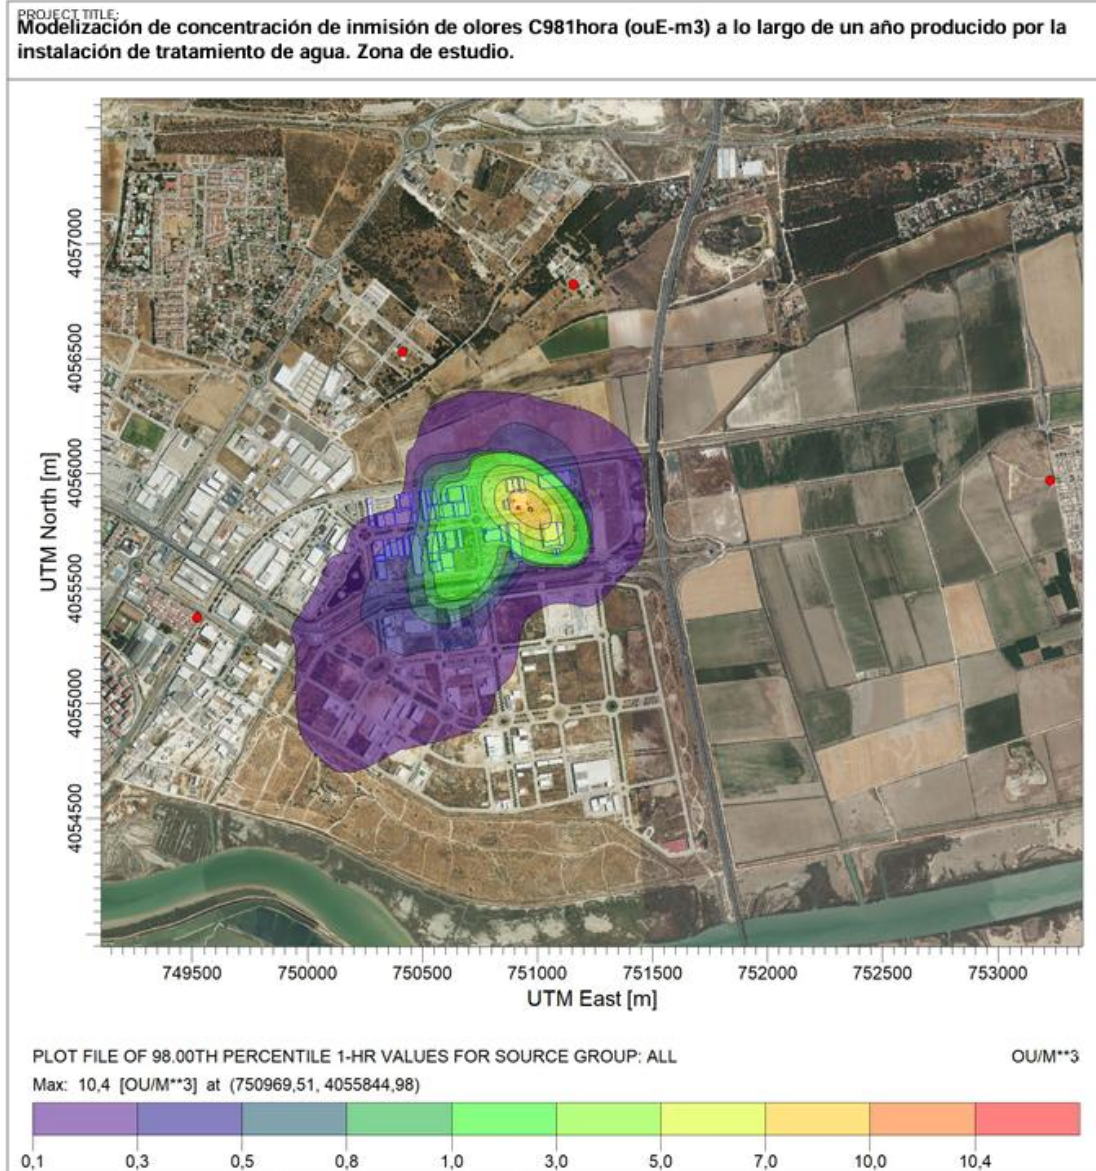 PROJECT TITLE:
Modelización de concentración de inmisión de olores C981hora (ouE-m3) a lo largo de un año producido por la
instalación de tratamiento de agua. Zona de estudio.
4057000
4056500
4056000
4055500
4055000
4054500
UTM North [m]
749500 750000 750500 751000 751500 752000 752500 753000
UTM East [m]
PLOT FILE OF 98.00TH PERCENTILE 1-HR VALUES FOR SOURCE GROUP: ALL OU/M**3
Max: 10,4 [OU/M**3] at (750969,51, 4055844,98)
0,1 0,3 0,5 0,8 1,0 3,0 5,0 7,0 10,0 10,4